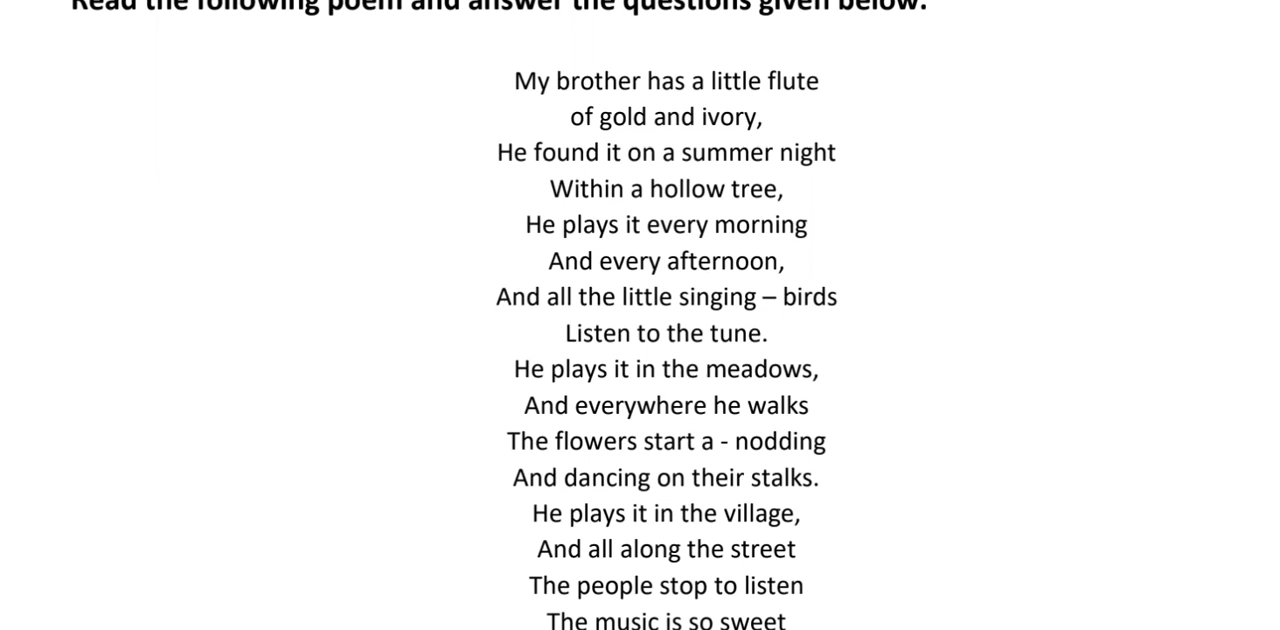 Read the following poem and answer the questions given below.
My brother has a little flute
of gold and ivory,
He found it on a summer night
Within a hollow tree,
He plays it every morning
And every afternoon,
And all the little singing – birds
Listen to the tune.
He plays it in the meadows,
And everywhere he walks
The flowers start a - nodding
And dancing on their stalks.
He plays it in the village,
And all along the street
The people stop to listen
The music is so sweet